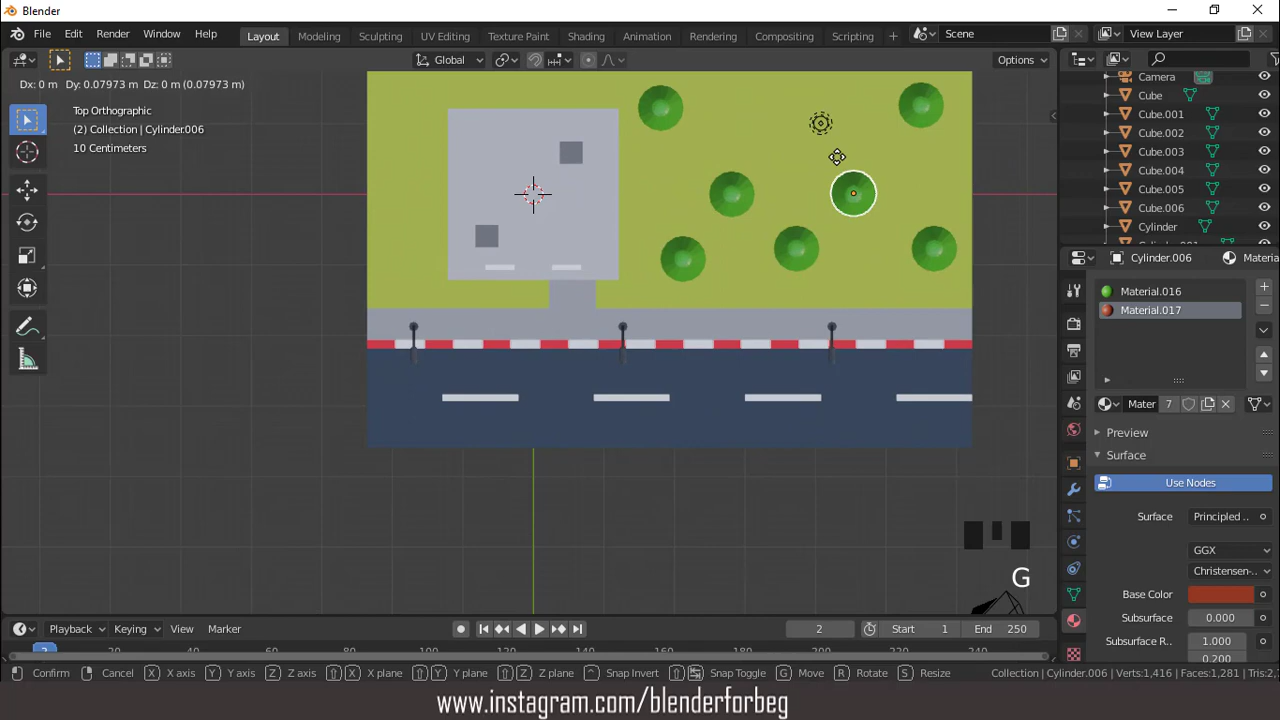 Blender
File Edit Render Window Help Layout Modeling Sculpting UV Editing Texture Paint Shading Animation Rendering Compositing Scripting + Scene View Layer
Global Options
Dx: 0 m Dy: 0.07973 m Dz: 0 m (0.07973 m)
Top Orthographic
(2) Collection | Cylinder.006
10 Centimeters
Camera
Cube
Cube.001
Cube.002
Cube.003
Cube.004
Cube.005
Cube.006
Cylinder
Cylinder.006 Materia
Material.016
Material.017
Mater 7
Preview
Surface
Use Nodes
Surface Principled ..
GGX
Christensen-..
Base Color
Subsurface 0.000
Subsurface R.. 1.000
0.200
G
Playback Keying View Marker 2 Start 1 End 250
Confirm Cancel X X axis Y Y axis Z Z axis X X plane Y Y plane Z Z plane Snap Invert Snap Toggle G Move R Rotate S Resize Collection | Cylinder.006 | Verts:1,416 | Faces:1,281 | Tris:2,
www.instagram.com/blenderforbeg